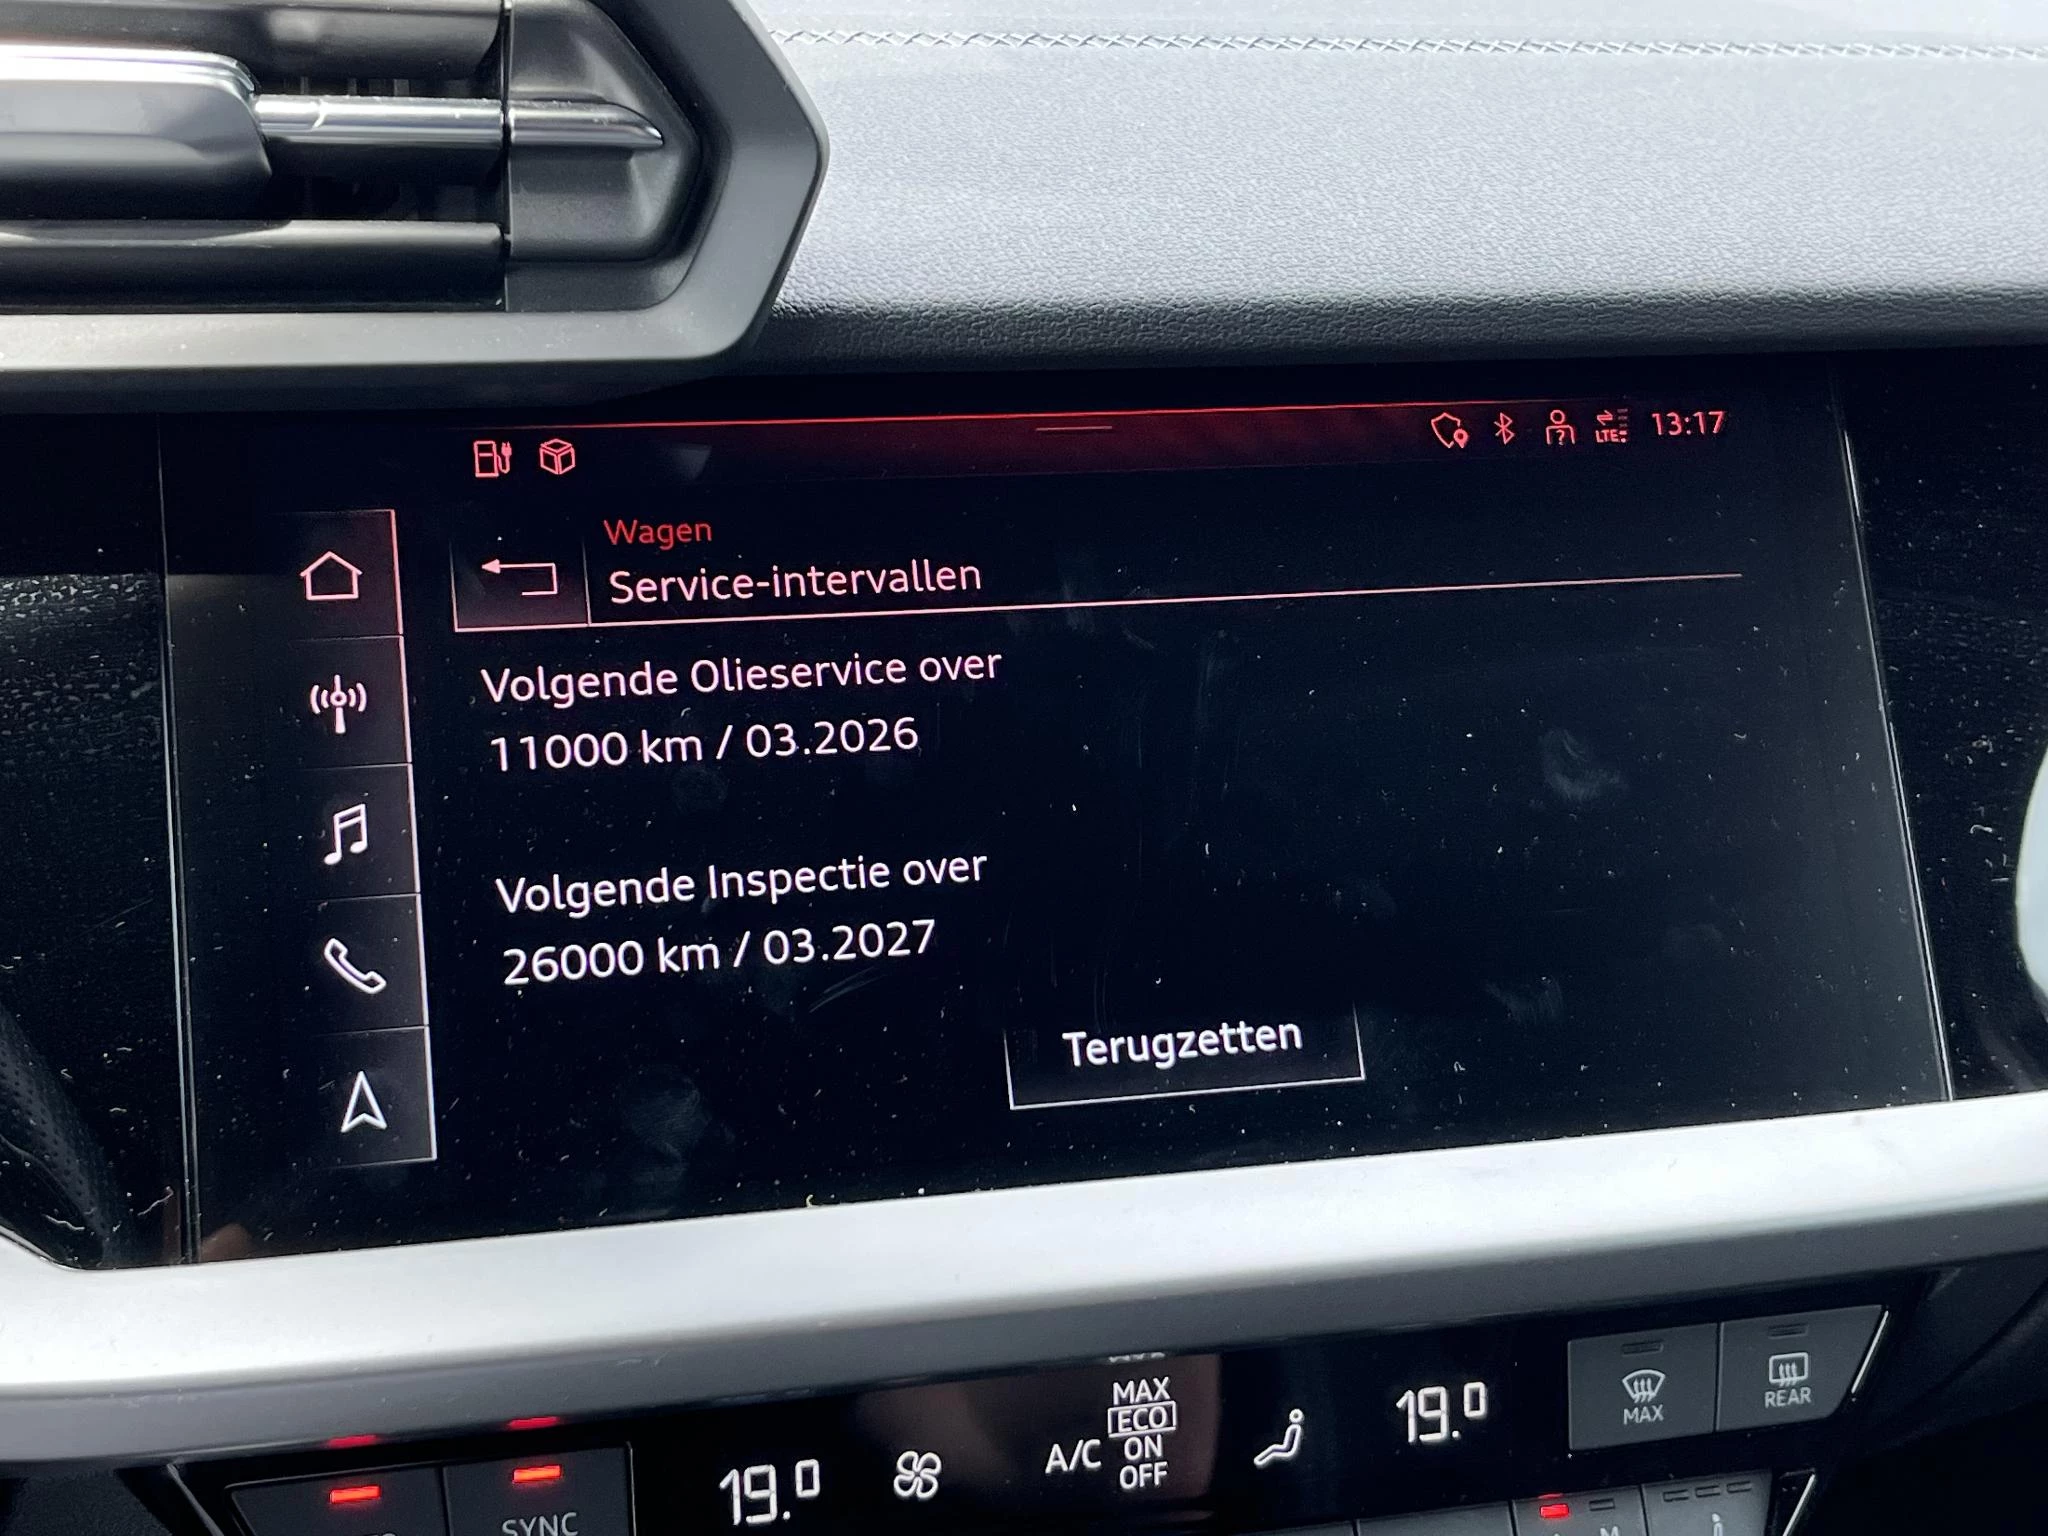 LTE
13:17
Wagen
Service-intervallen
Volgende Olieservice over
11000 km / 03.2026
Volgende Inspectie over
26000 km / 03.2027
Terugzetten
MAX
ECO
A/C ON
OFF
19.0
19.0
MAX
REAR
SYNC
M